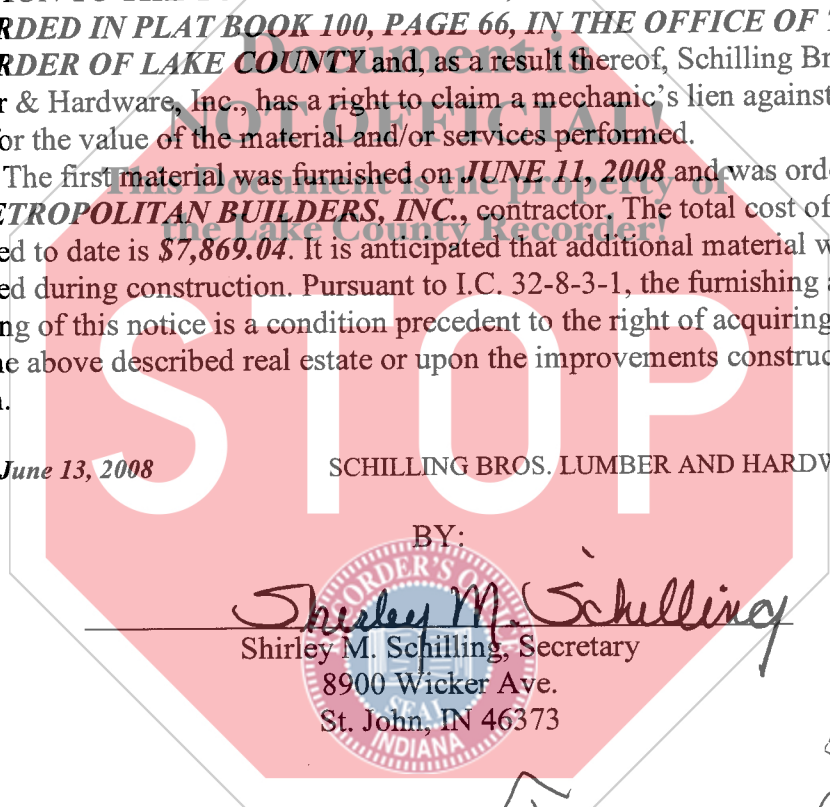 RDED IN PLAT BOOK 100, PAGE 66, IN THE OFFICE OF
RDER OF LAKE COUNTY and, as a result thereof, Schilling Br
r & Hardware, Inc., has a right to claim a mechanic's lien against
or the value of the material and/or services performed.
The first material was furnished on JUNE 11, 2008 and was ord
ETROPOLITAN BUILDERS, INC., contractor. The total cost of
ed to date is $7,869.04. It is anticipated that additional material w
ed during construction. Pursuant to I.C. 32-8-3-1, the furnishing a
ng of this notice is a condition precedent to the right of acquiring
e above described real estate or upon the improvements construc
Document is
NOT OFFICIAL!
This Document is the property of
the Lake County Recorder!
STOP
June 13, 2008 SCHILLING BROS. LUMBER AND HARDW
BY:
Shirley M. Schilling
Shirley M. Schilling, Secretary
8900 Wicker Ave.
St. John, IN 46373
CORDER'S O
SEAL
INDIANA